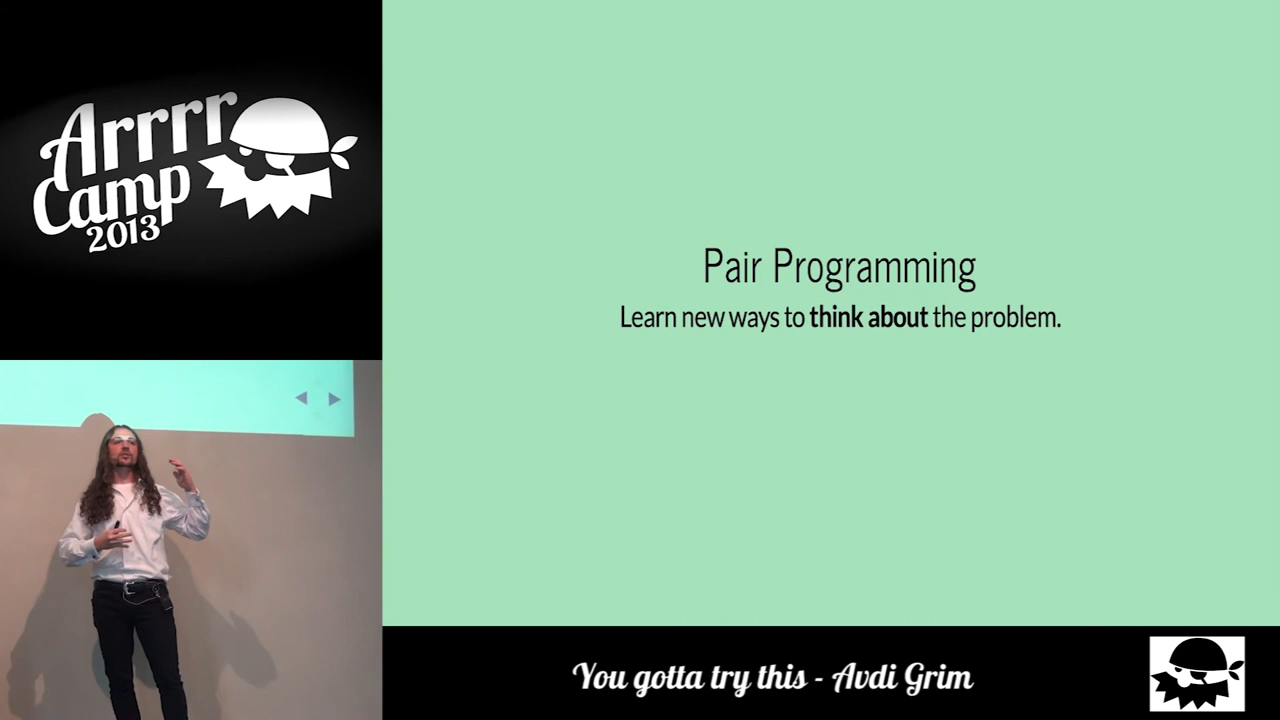 Arrrr
Camp
2013
Pair Programming
Learn new ways to think about the problem.
You gotta try this - Avdi Grim